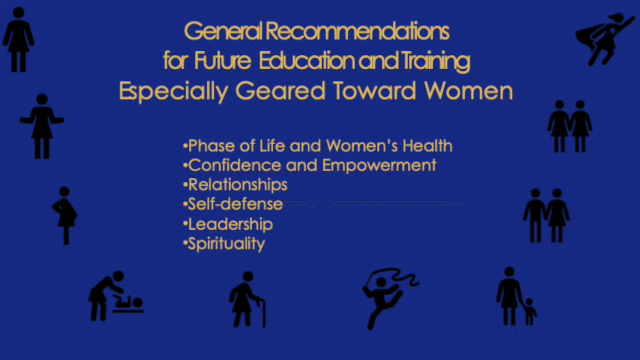 General Recommendations
for Future Education and Training
Especially Geared Toward Women
•Phase of Life and Women's Health
•Confidence and Empowerment
•Relationships
•Self-defense
•Leadership
•Spirituality